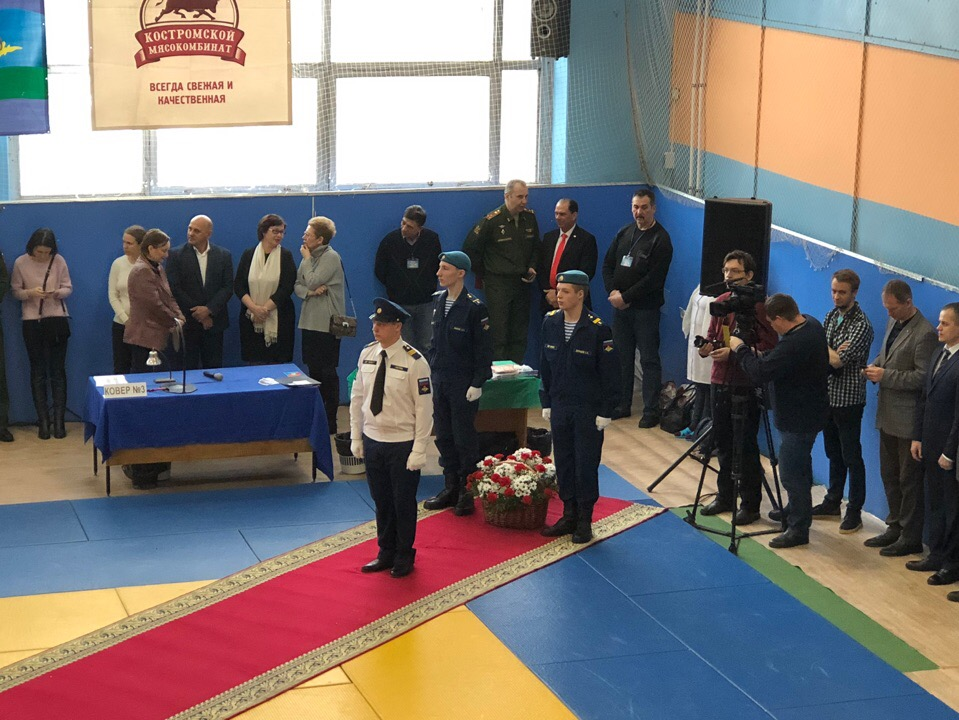 КОСТРОМСКОЙ
МЯСОКОМБИНАТ
ВСЕГДА СВЕЖАЯ И
КАЧЕСТВЕННАЯ
КОВЕР №3